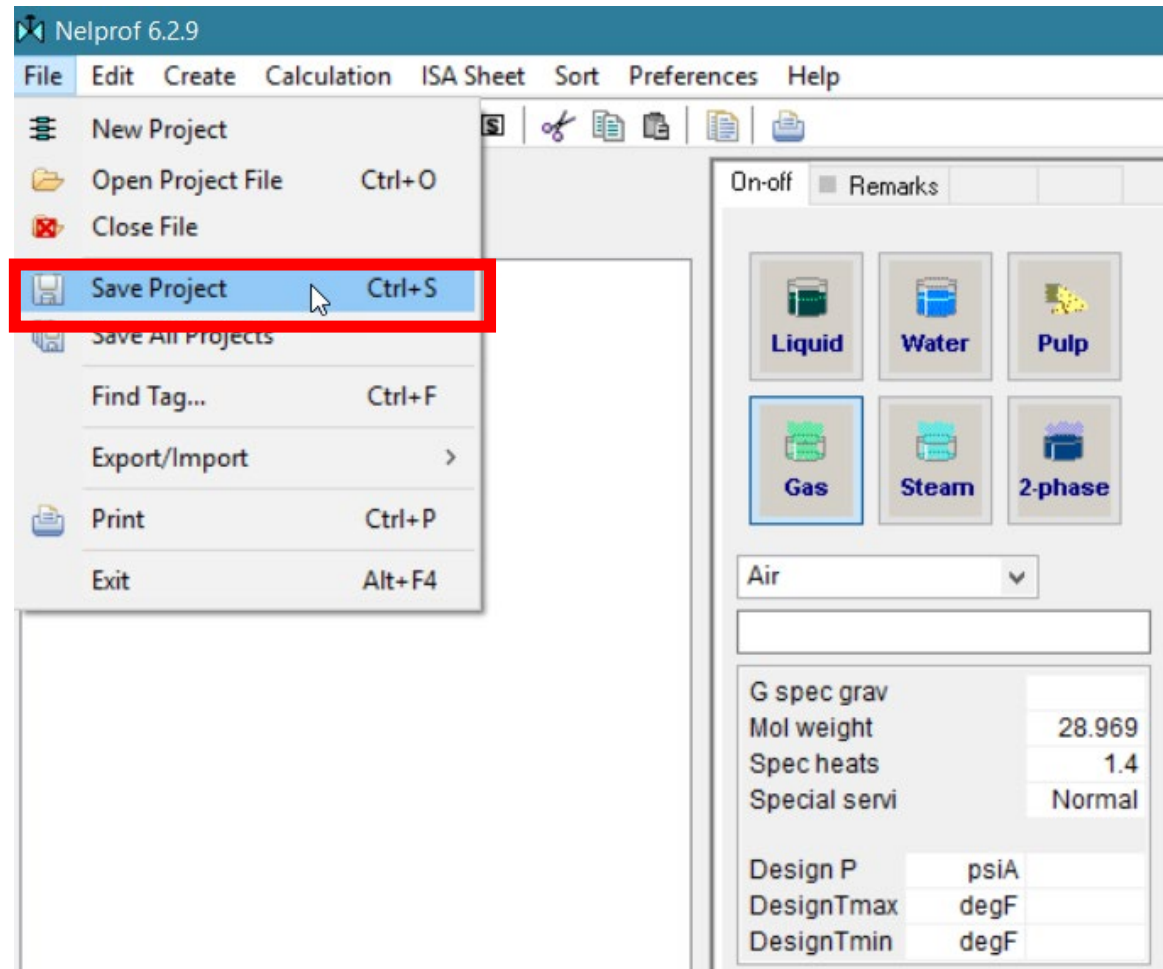 Nelprof 6.2.9
File Edit Create Calculation ISA Sheet Sort Preferences Help
New Project
Open Project File Ctrl+O
Close File
Save Project Ctrl+S
Save All Projects
Find Tag... Ctrl+F
Export/Import >
Print Ctrl+P
Exit Alt+F4
S
On-off Remarks
Liquid Water Pulp
Gas Steam 2-phase
Air
G spec grav
Mol weight 28.969
Spec heats 1.4
Special servi Normal
Design P psiA
DesignTmax degF
DesignTmin degF